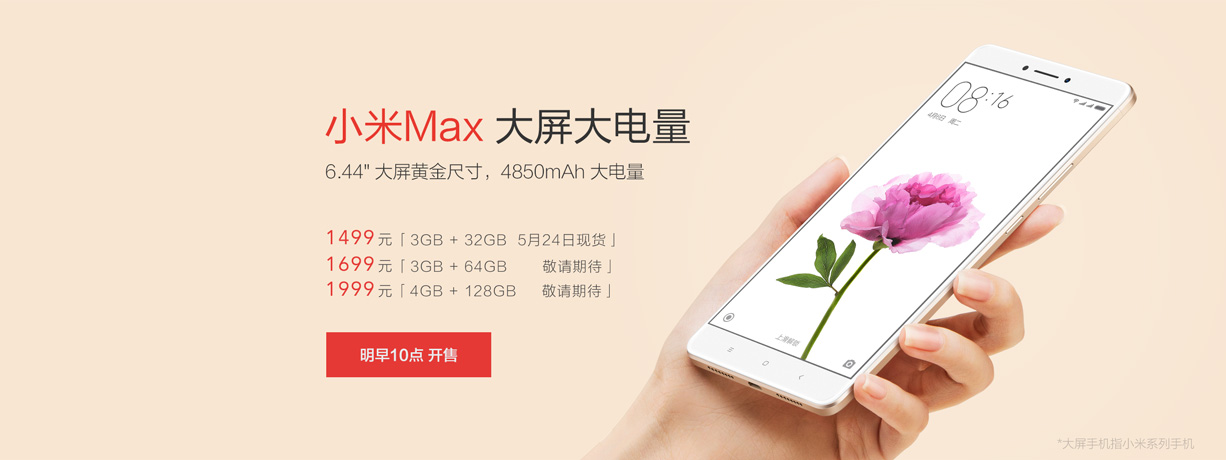 小米Max 大屏大电量
6.44" 大屏黄金尺寸，4850mAh 大电量
1499元「 3GB + 32GB 5月24日现货」
1699元「 3GB + 64GB 敬请期待」
1999元「 4GB + 128GB 敬请期待」
明早10点 开售
08:16
上滑解锁
*大屏手机指小米系列手机